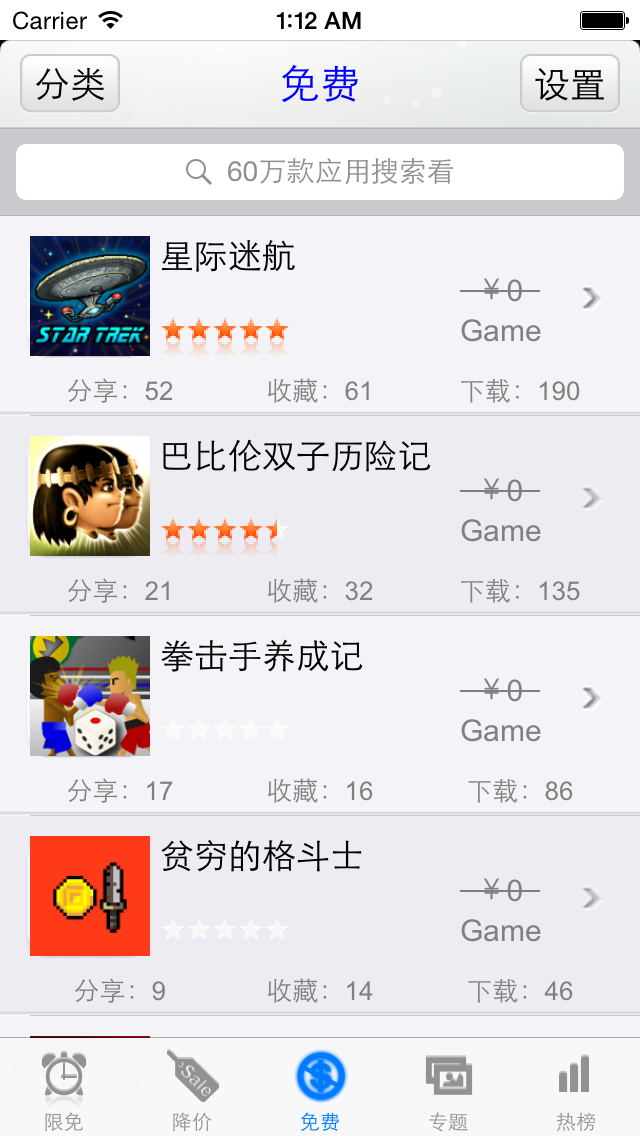 Carrier 1:12 AM
分类 免费 设置
60万款应用搜索看
星际迷航
STAR TREK
¥0
Game
分享：52 收藏：61 下载：190
巴比伦双子历险记
¥0
Game
分享：21 收藏：32 下载：135
拳击手养成记
¥0
Game
分享：17 收藏：16 下载：86
贫穷的格斗士
¥0
Game
分享：9 收藏：14 下载：46
Sale
限免 降价 免费 专题 热榜